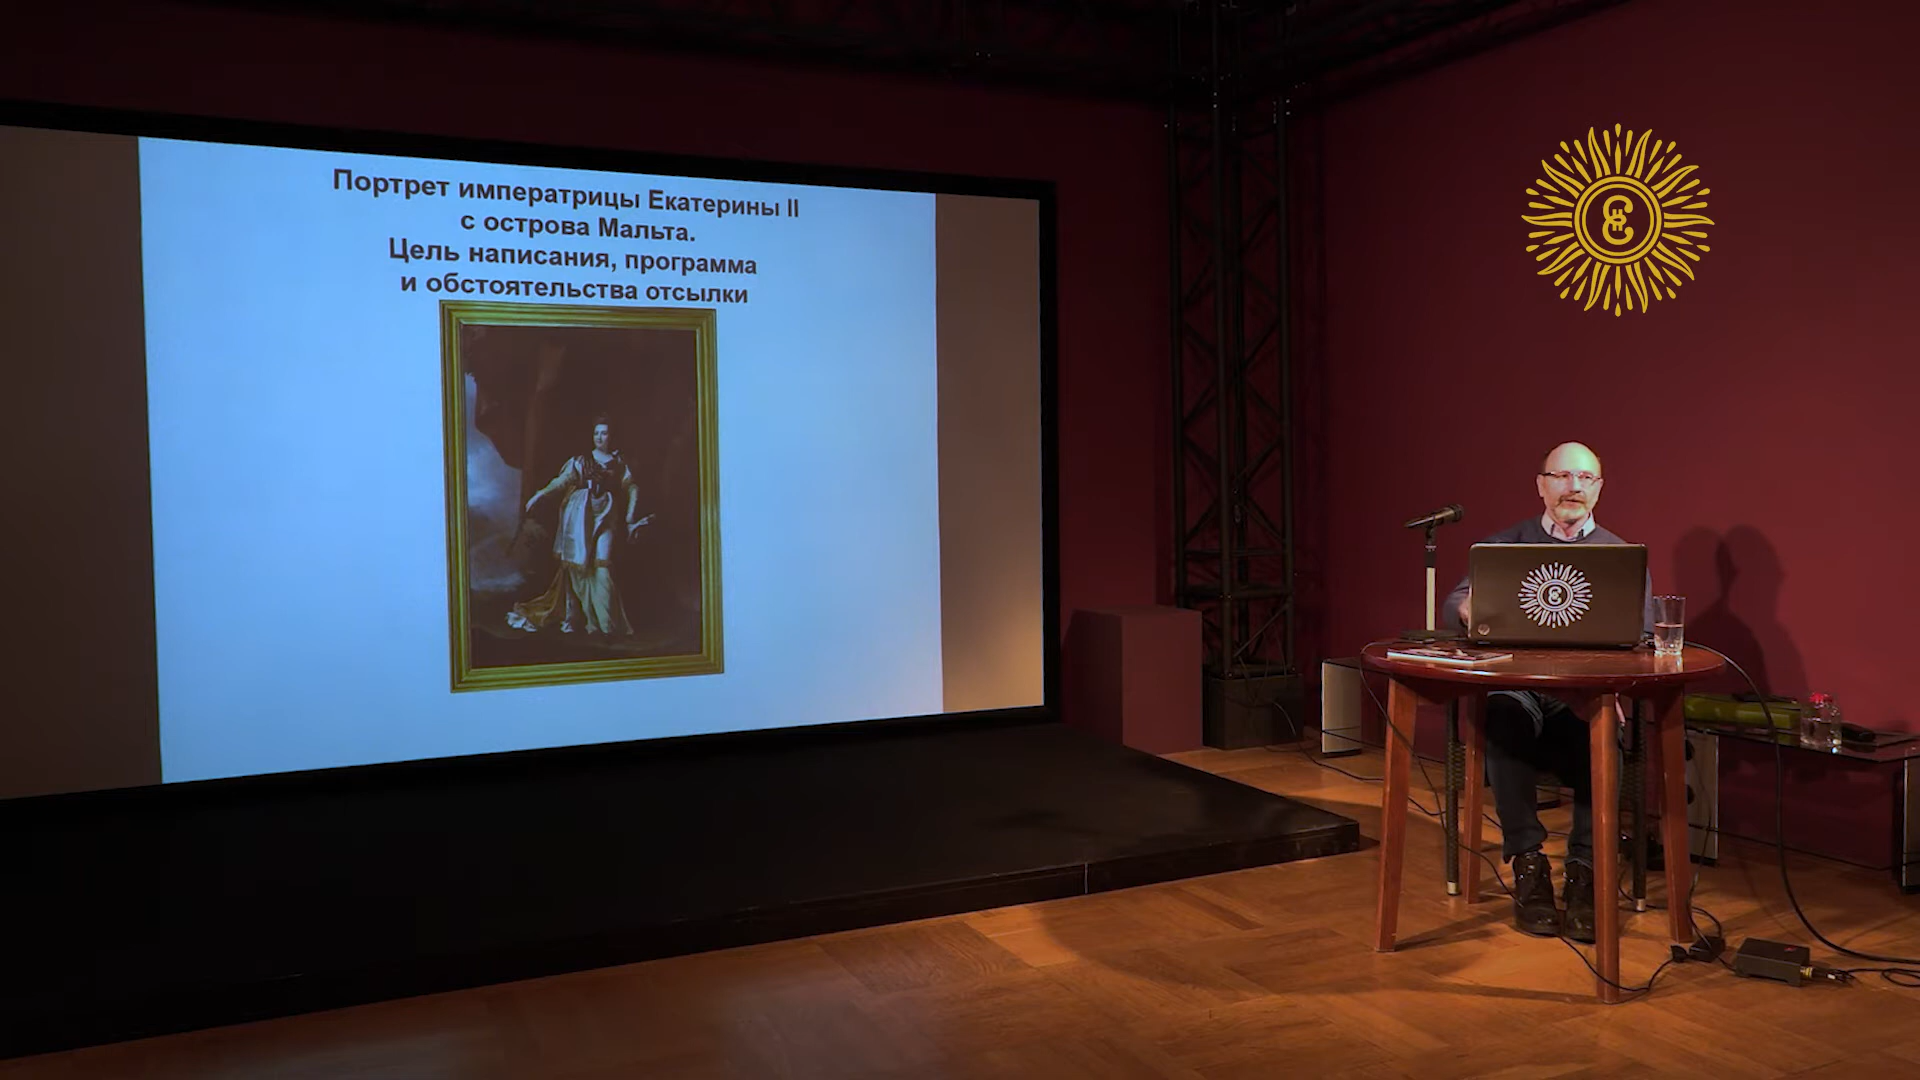 Портрет императрицы Екатерины II
с острова Мальта.
Цель написания, программа
и обстоятельства отсылки